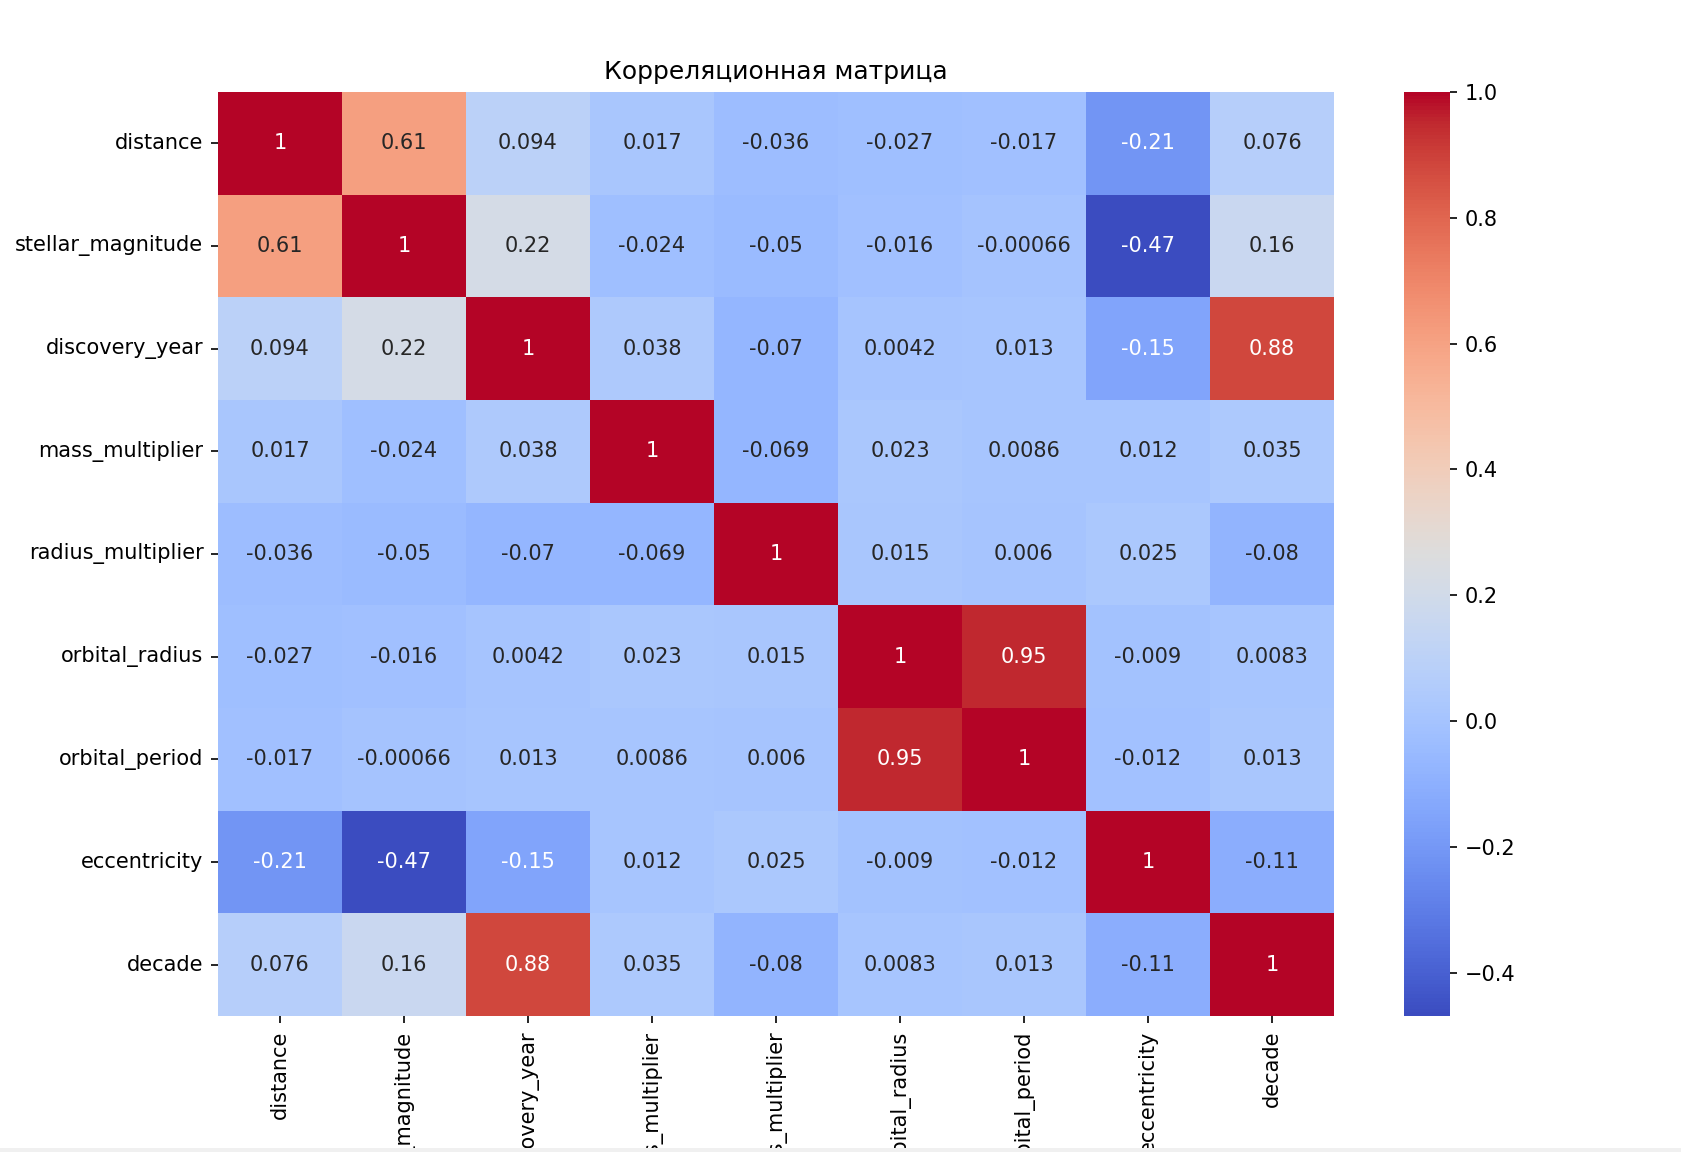 Корреляционная матрица
distance 1 0.61 0.094 0.017 -0.036 -0.027 -0.017 -0.21 0.076
stellar_magnitude 0.61 1 0.22 -0.024 -0.05 -0.016 -0.00066 -0.47 0.16
discovery_year 0.094 0.22 1 0.038 -0.07 0.0042 0.013 -0.15 0.88
mass_multiplier 0.017 -0.024 0.038 1 -0.069 0.023 0.0086 0.012 0.035
radius_multiplier -0.036 -0.05 -0.07 -0.069 1 0.015 0.006 0.025 -0.08
orbital_radius -0.027 -0.016 0.0042 0.023 0.015 1 0.95 -0.009 0.0083
orbital_period -0.017 -0.00066 0.013 0.0086 0.006 0.95 1 -0.012 0.013
eccentricity -0.21 -0.47 -0.15 0.012 0.025 -0.009 -0.012 1 -0.11
decade 0.076 0.16 0.88 0.035 -0.08 0.0083 0.013 -0.11 1
distance
_magnitude
overy_year
s_multiplier
s_multiplier
bital_radius
bital_period
eccentricity
decade
1.0
0.8
0.6
0.4
0.2
0.0
−0.2
−0.4